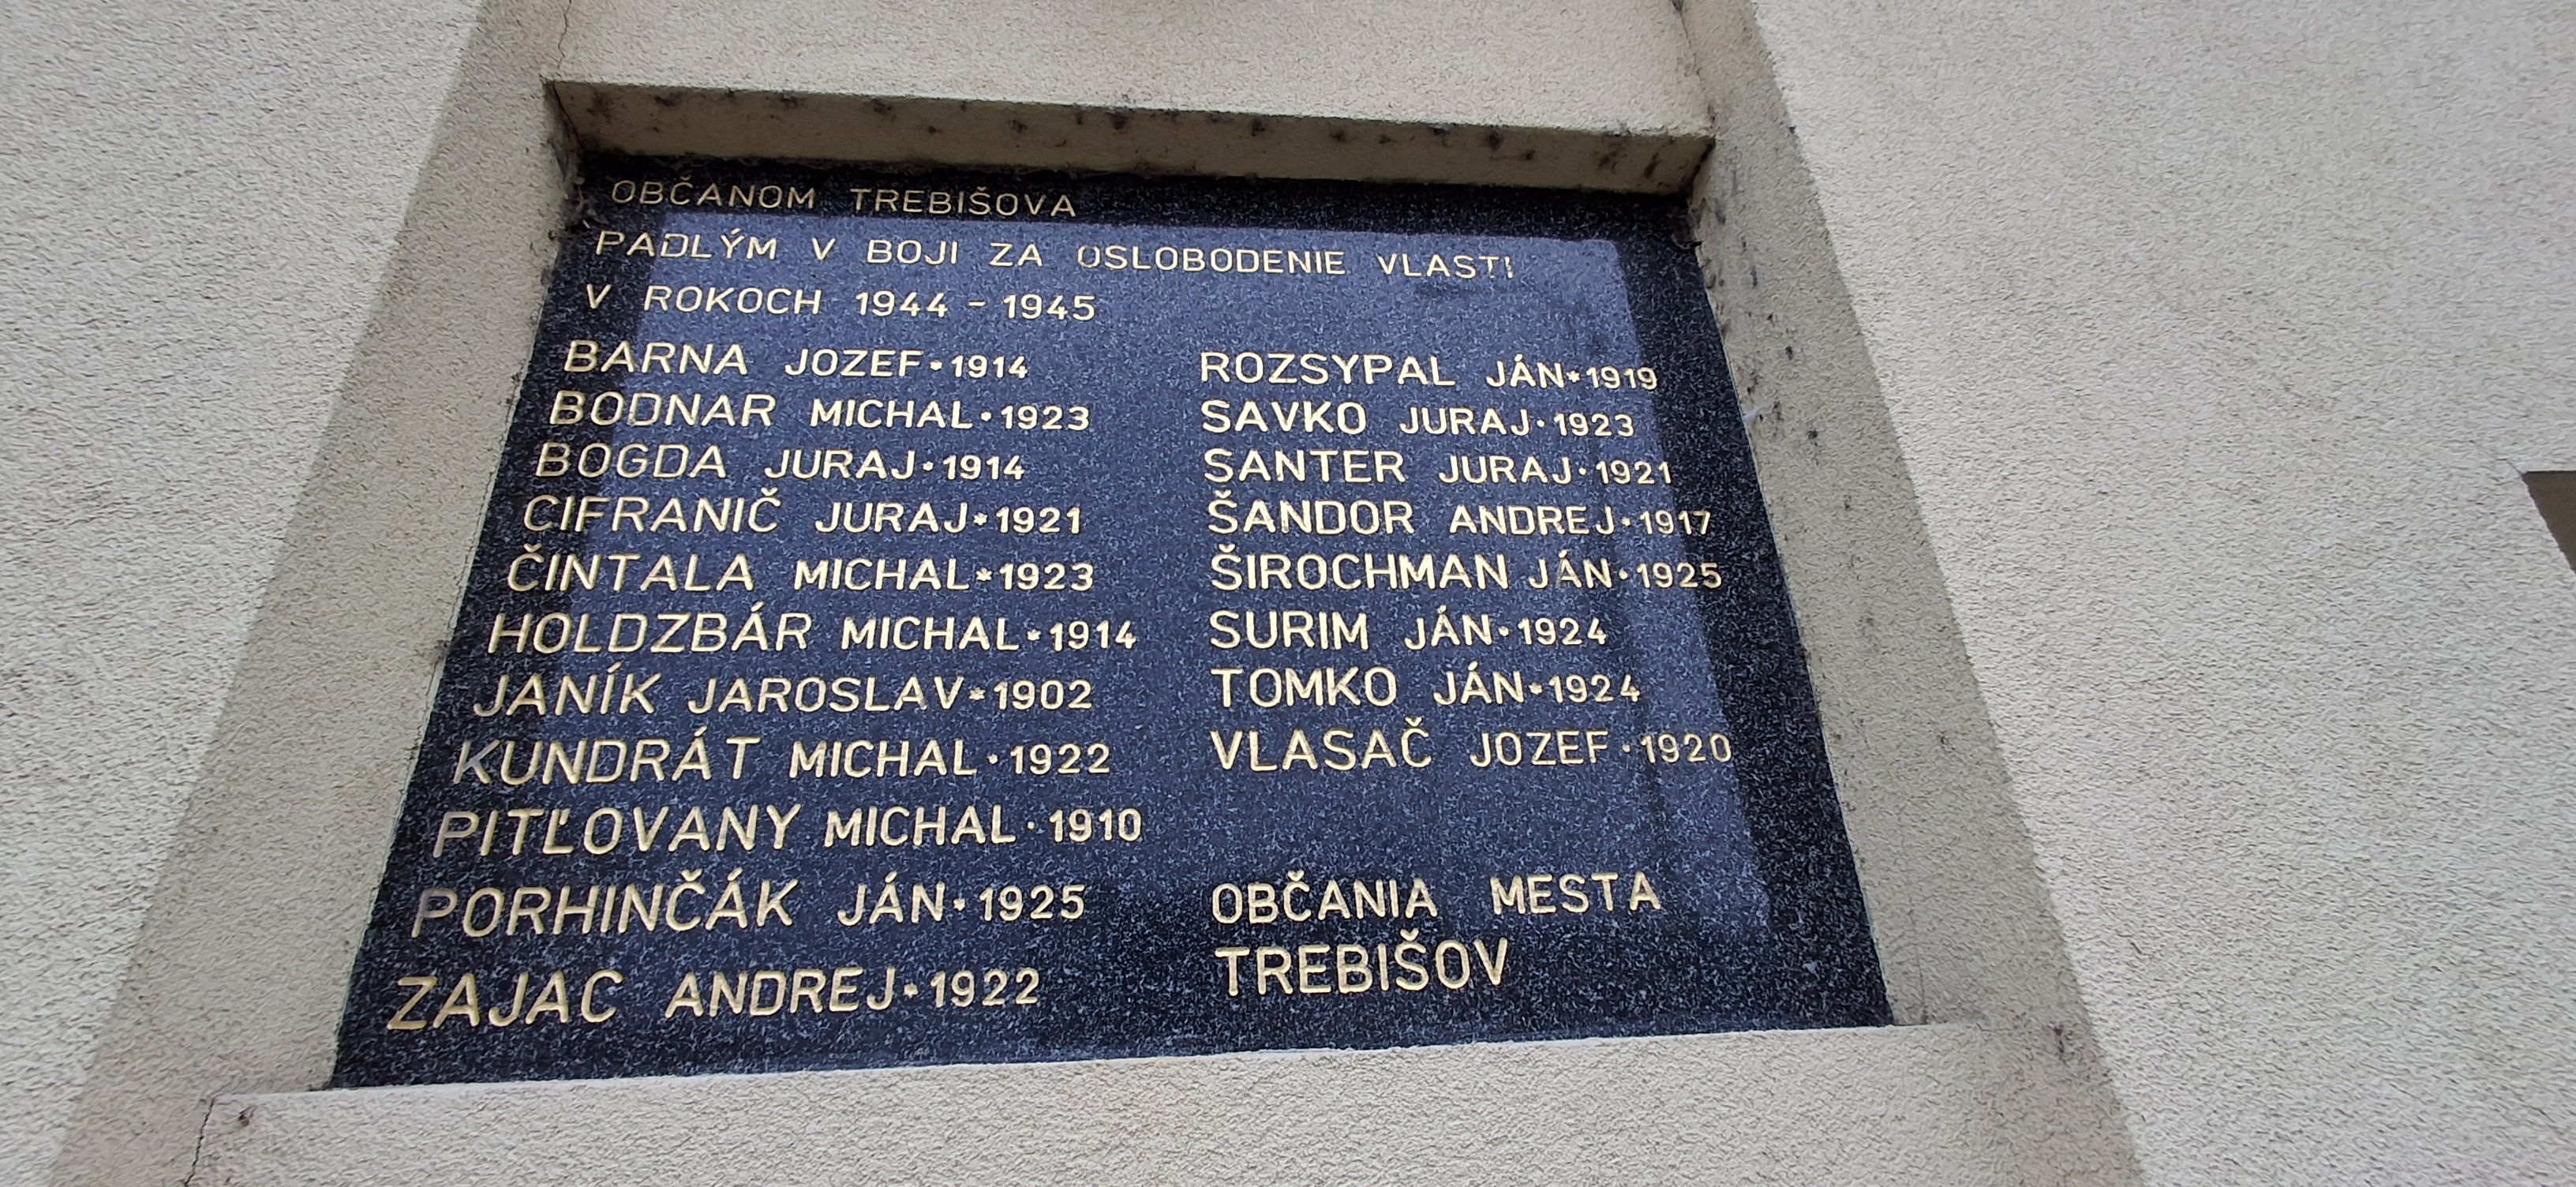 OBČANOM TREBIŠOVA
PADLÝM V BOJI ZA OSLOBODENIE VLASTI
V ROKOCH 1944 - 1945
BARNA JOZEF * 1914
BODNAR MICHAL * 1923
BOGDA JURAJ * 1914
CIFRANIČ JURAJ * 1921
ČINTALA MICHAL * 1923
HOLDZBÁR MICHAL * 1914
JANÍK JAROSLAV * 1902
KUNDRÁT MICHAL * 1922
PITĽOVANY MICHAL * 1910
PORHINČÁK JÁN * 1925
ZAJAC ANDREJ * 1922
ROZSYPAL JÁN * 1919
SAVKO JURAJ * 1923
SANTER JURAJ * 1921
ŠANDOR ANDREJ * 1917
ŠIROCHMAN JÁN * 1925
SURIM JÁN * 1924
TOMKO JÁN * 1924
VLASAČ JOZEF * 1920
OBČANIA MESTA
TREBIŠOV